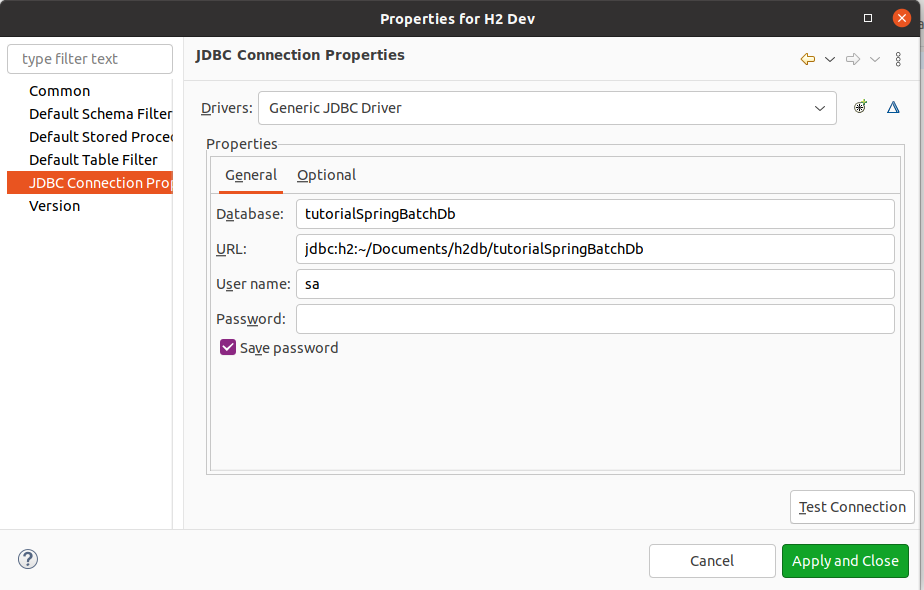 Properties for H2 Dev
type filter text
Common
Default Schema Filter
Default Stored Proced
Default Table Filter
JDBC Connection Prop
Version
JDBC Connection Properties
Drivers: Generic JDBC Driver
Properties
General Optional
Database: tutorialSpringBatchDb
URL: jdbc:h2:~/Documents/h2db/tutorialSpringBatchDb
User name: sa
Password:
Save password
Test Connection
?
Cancel Apply and Close